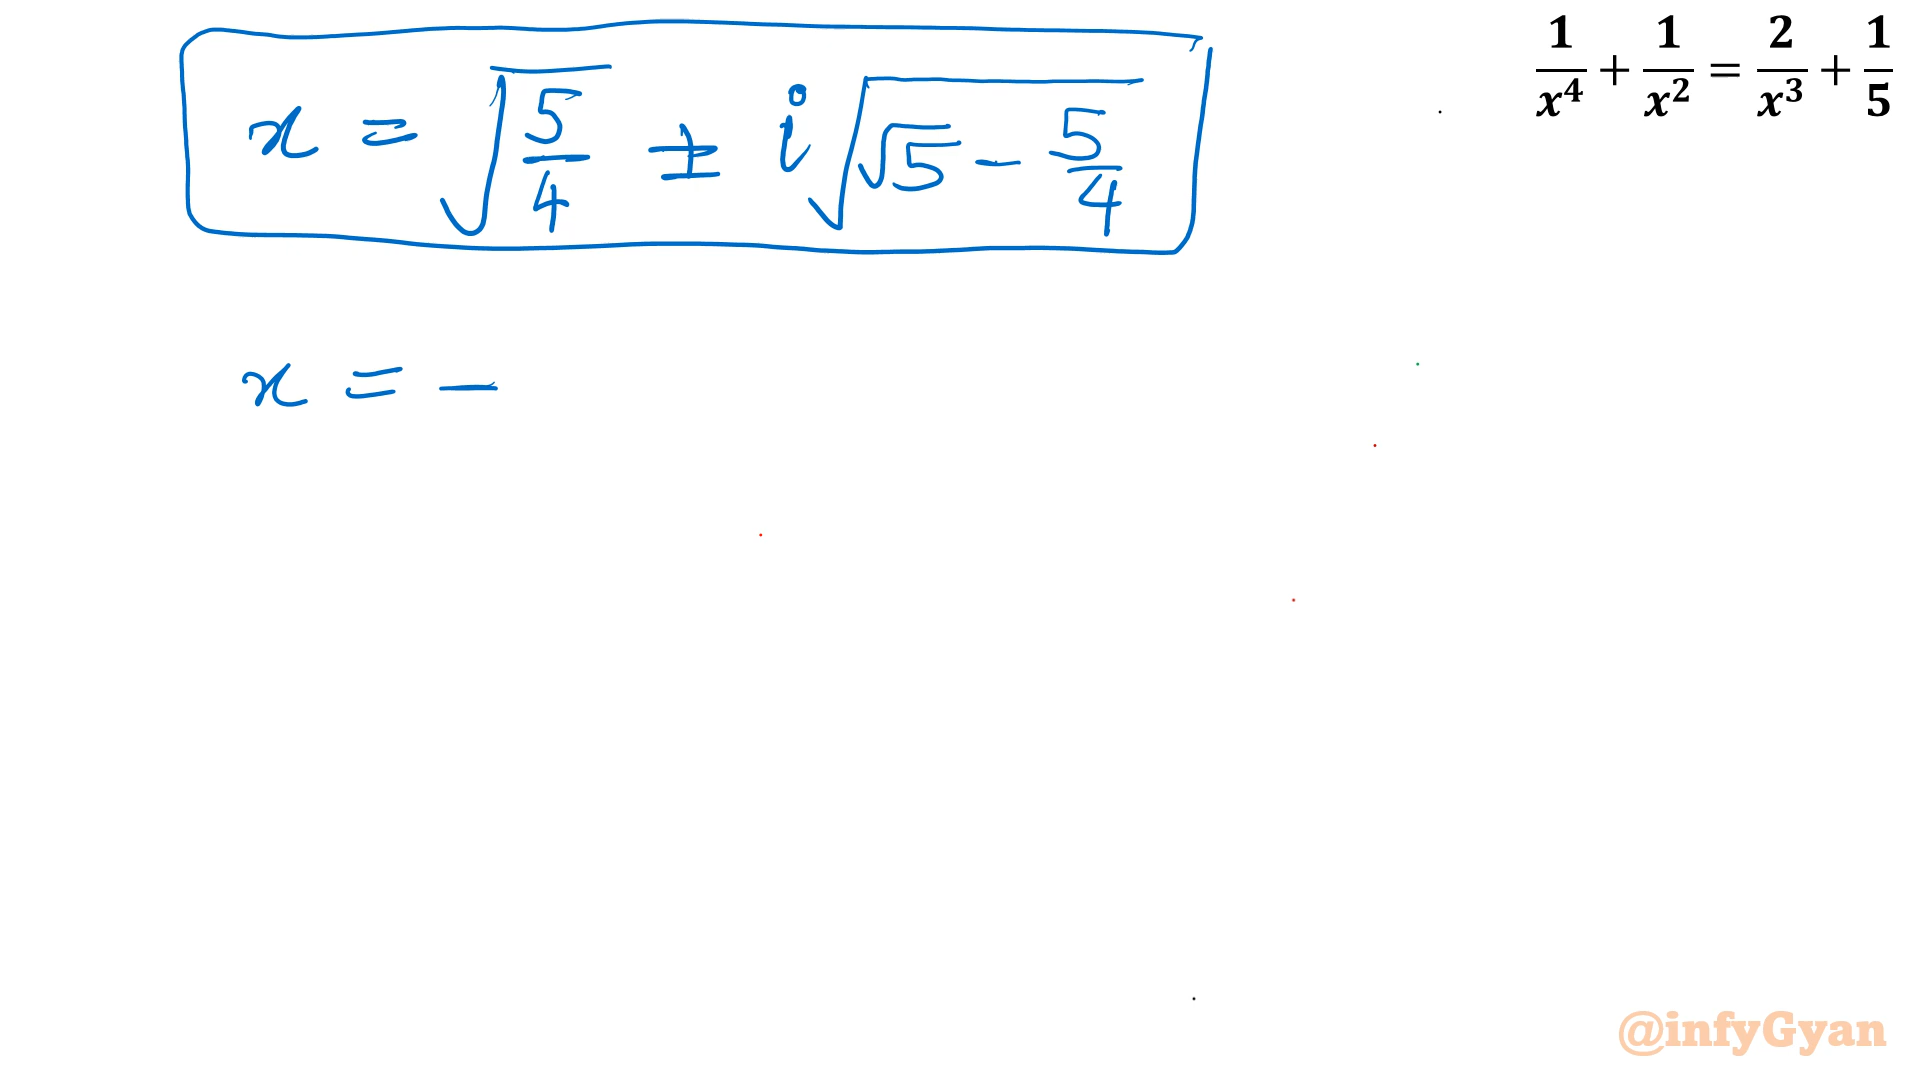 1/x⁴ + 1/x² = 2/x³ + 1/5
x = √(5/4) ± i√(√5 − 5/4)
x = −
@infyGyan